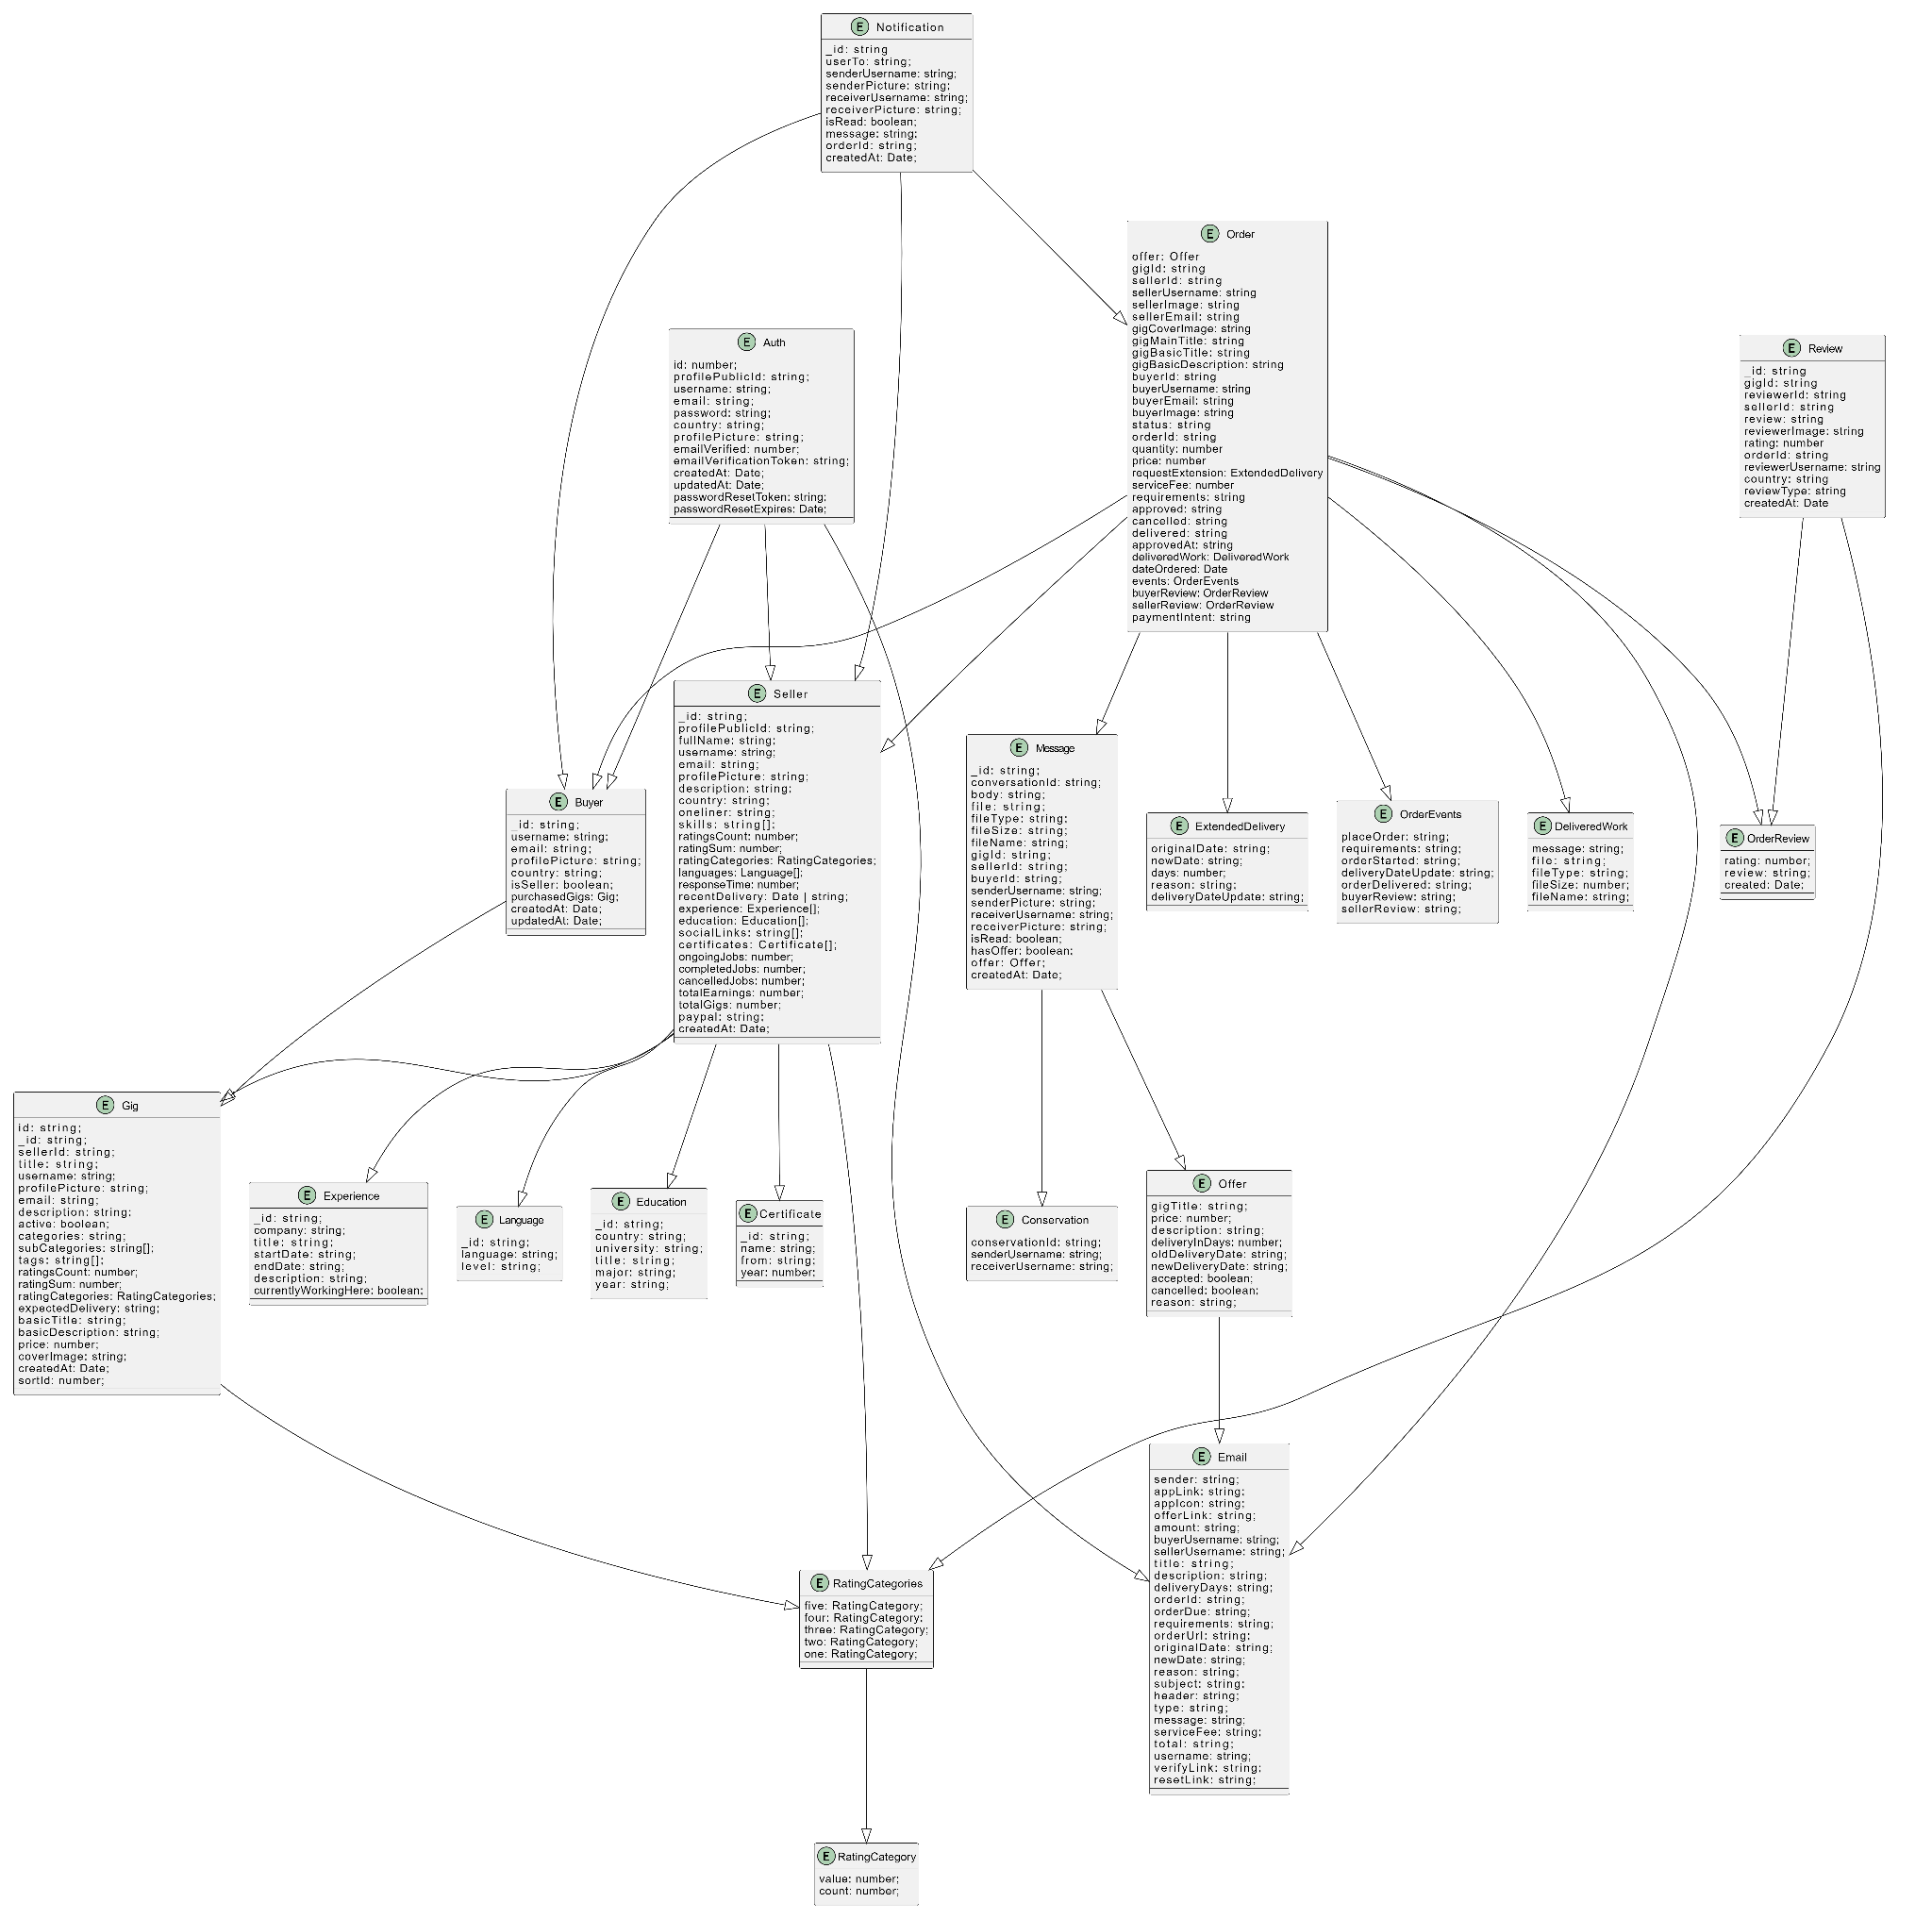 E Notification
_id: string
userTo: string;
senderUsername: string;
senderPicture: string;
receiverUsername: string;
receiverPicture: string;
isRead: boolean;
message: string;
orderId: string;
createdAt: Date;
E Order
offer: Offer
gigId: string
sellerId: string
sellerUsername: string
sellerImage: string
sellerEmail: string
gigCoverImage: string
gigMainTitle: string
gigBasicTitle: string
gigBasicDescription: string
buyerId: string
buyerUsername: string
buyerEmail: string
buyerImage: string
status: string
orderId: string
quantity: number
price: number
requestExtension: ExtendedDelivery
serviceFee: number
requirements: string
approved: string
cancelled: string
delivered: string
approvedAt: string
deliveredWork: DeliveredWork
dateOrdered: Date
events: OrderEvents
buyerReview: OrderReview
sellerReview: OrderReview
paymentIntent: string
E Auth
id: number;
profilePublicId: string;
username: string;
email: string;
password: string;
country: string;
profilePicture: string;
emailVerified: number;
emailVerificationToken: string;
createdAt: Date;
updatedAt: Date;
passwordResetToken: string;
passwordResetExpires: Date;
E Review
_id: string
gigId: string
reviewerId: string
sellerId: string
review: string
reviewerImage: string
rating: number
orderId: string
reviewerUsername: string
country: string
reviewType: string
createdAt: Date
E Seller
_id: string;
profilePublicId: string;
fullName: string;
username: string;
email: string;
profilePicture: string;
description: string;
country: string;
oneliner: string;
skills: string[];
ratingsCount: number;
ratingSum: number;
ratingCategories: RatingCategories;
languages: Language[];
responseTime: number;
recentDelivery: Date | string;
experience: Experience[];
education: Education[];
socialLinks: string[];
certificates: Certificate[];
ongoingJobs: number;
completedJobs: number;
cancelledJobs: number;
totalEarnings: number;
totalGigs: number;
paypal: string;
createdAt: Date;
E Buyer
_id: string;
username: string;
email: string;
profilePicture: string;
country: string;
isSeller: boolean;
purchasedGigs: Gig;
createdAt: Date;
updatedAt: Date;
E Message
_id: string;
conversationId: string;
body: string;
file: string;
fileType: string;
fileSize: string;
fileName: string;
gigId: string;
sellerId: string;
buyerId: string;
senderUsername: string;
senderPicture: string;
receiverUsername: string;
receiverPicture: string;
isRead: boolean;
hasOffer: boolean;
offer: Offer;
createdAt: Date;
E ExtendedDelivery
originalDate: string;
newDate: string;
days: number;
reason: string;
deliveryDateUpdate: string;
E OrderEvents
placeOrder: string;
requirements: string;
orderStarted: string;
deliveryDateUpdate: string;
orderDelivered: string;
buyerReview: string;
sellerReview: string;
E DeliveredWork
message: string;
file: string;
fileType: string;
fileSize: number;
fileName: string;
E OrderReview
rating: number;
review: string;
created: Date;
E Gig
id: string;
_id: string;
sellerId: string;
title: string;
username: string;
profilePicture: string;
email: string;
description: string;
active: boolean;
categories: string;
subCategories: string[];
tags: string[];
ratingsCount: number;
ratingSum: number;
ratingCategories: RatingCategories;
expectedDelivery: string;
basicTitle: string;
basicDescription: string;
price: number;
coverImage: string;
createdAt: Date;
sortId: number;
E Experience
_id: string;
company: string;
title: string;
startDate: string;
endDate: string;
description: string;
currentlyWorkingHere: boolean;
E Language
_id: string;
language: string;
level: string;
E Education
_id: string;
country: string;
university: string;
title: string;
major: string;
year: string;
E Certificate
_id: string;
name: string;
from: string;
year: number;
E Conservation
conservationId: string;
senderUsername: string;
receiverUsername: string;
E Offer
gigTitle: string;
price: number;
description: string;
deliveryInDays: number;
oldDeliveryDate: string;
newDeliveryDate: string;
accepted: boolean;
cancelled: boolean;
reason: string;
E Email
sender: string;
appLink: string;
appIcon: string;
offerLink: string;
amount: string;
buyerUsername: string;
sellerUsername: string;
title: string;
description: string;
deliveryDays: string;
orderId: string;
orderDue: string;
requirements: string;
orderUrl: string;
originalDate: string;
newDate: string;
reason: string;
subject: string;
header: string;
type: string;
message: string;
serviceFee: string;
total: string;
username: string;
verifyLink: string;
resetLink: string;
E RatingCategories
five: RatingCategory;
four: RatingCategory;
three: RatingCategory;
two: RatingCategory;
one: RatingCategory;
E RatingCategory
value: number;
count: number;